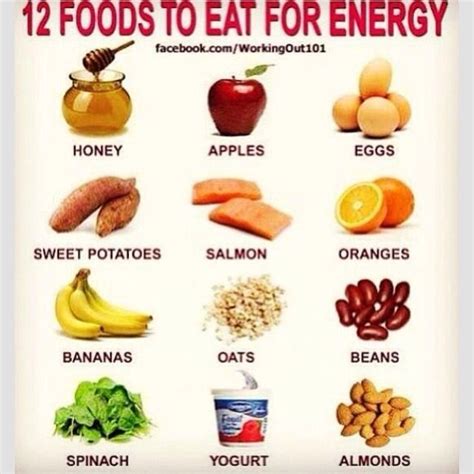 12 FOODS TO EAT FOR ENERGY
facebook.com/WorkingOut101
HONEY
APPLES
EGGS
SWEET POTATOES
SALMON
ORANGES
BANANAS
OATS
BEANS
SPINACH
YOGURT
ALMONDS